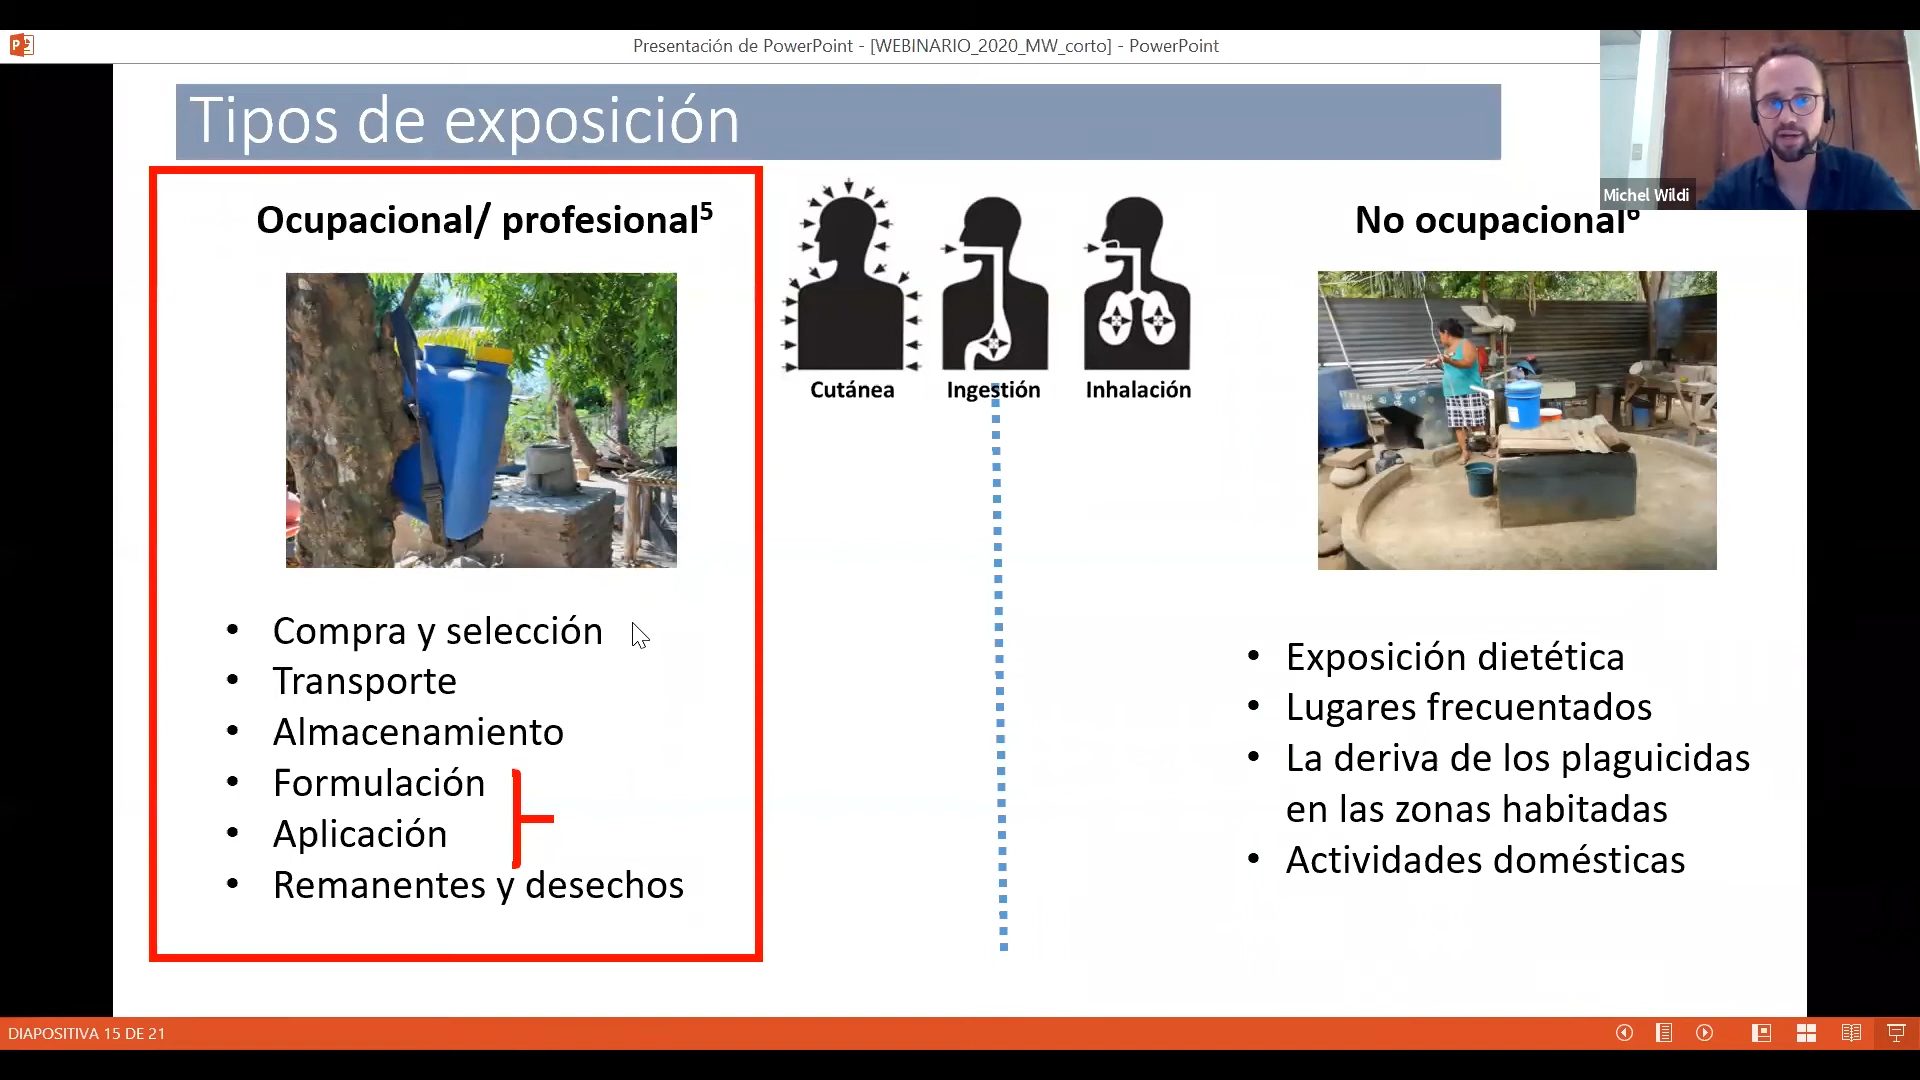 Presentación de PowerPoint - [WEBINARIO_2020_MW_corto] - PowerPoint
Tipos de exposición
Michel Wildi
Ocupacional/ profesional⁵
Cutánea
Ingestión
Inhalación
No ocupacional⁶
• Compra y selección
• Transporte
• Almacenamiento
• Formulación
• Aplicación
• Remanentes y desechos
• Exposición dietética
• Lugares frecuentados
• La deriva de los plaguicidas
en las zonas habitadas
• Actividades domésticas
DIAPOSITIVA 15 DE 21